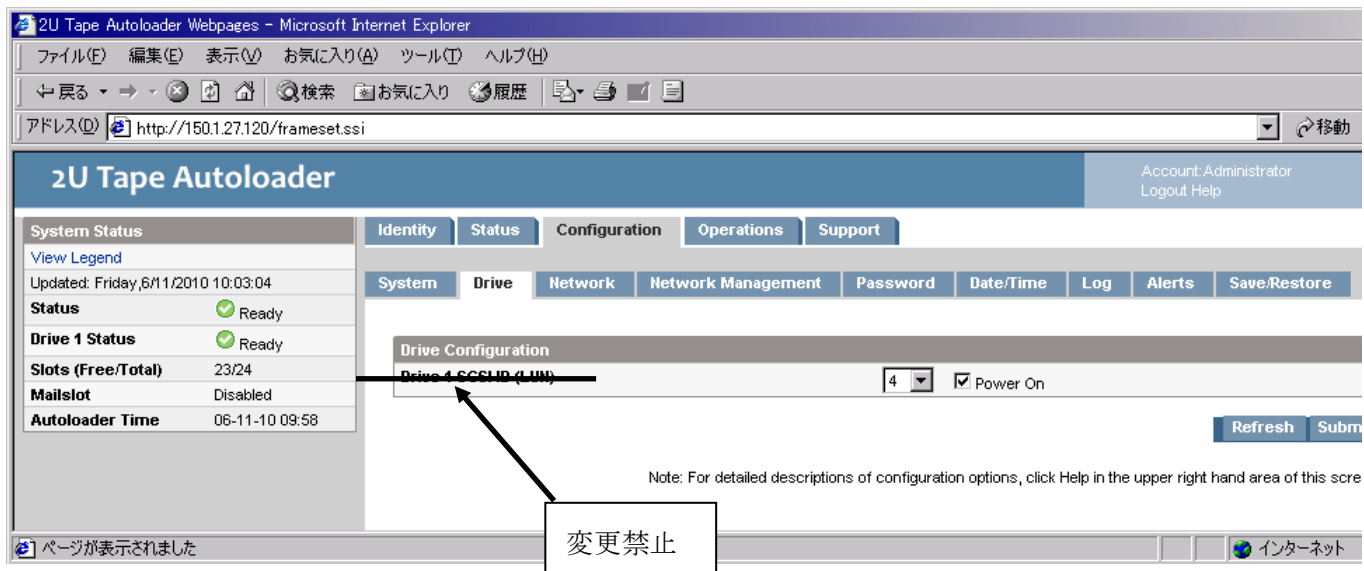 2U Tape Autoloader Webpages - Microsoft Internet Explorer
ファイル(F) 編集(E) 表示(V) お気に入り(A) ツール(T) ヘルプ(H)
戻る 検索 お気に入り 履歴
アドレス(D) http://150.1.27.120/frameset.ssi 移動
2U Tape Autoloader
Account:Administrator
Logout Help
System Status
View Legend
Updated: Friday,6/11/2010 10:03:04
Status Ready
Drive 1 Status Ready
Slots (Free/Total) 23/24
Mailslot Disabled
Autoloader Time 06-11-10 09:58
Identity Status Configuration Operations Support
System Drive Network Network Management Password Date/Time Log Alerts Save/Restore
Drive Configuration
Drive 1 SCSI ID (LUN) 4 Power On
Refresh Subm
Note: For detailed descriptions of configuration options, click Help in the upper right hand area of this scre
変更禁止
ページが表示されました インターネット